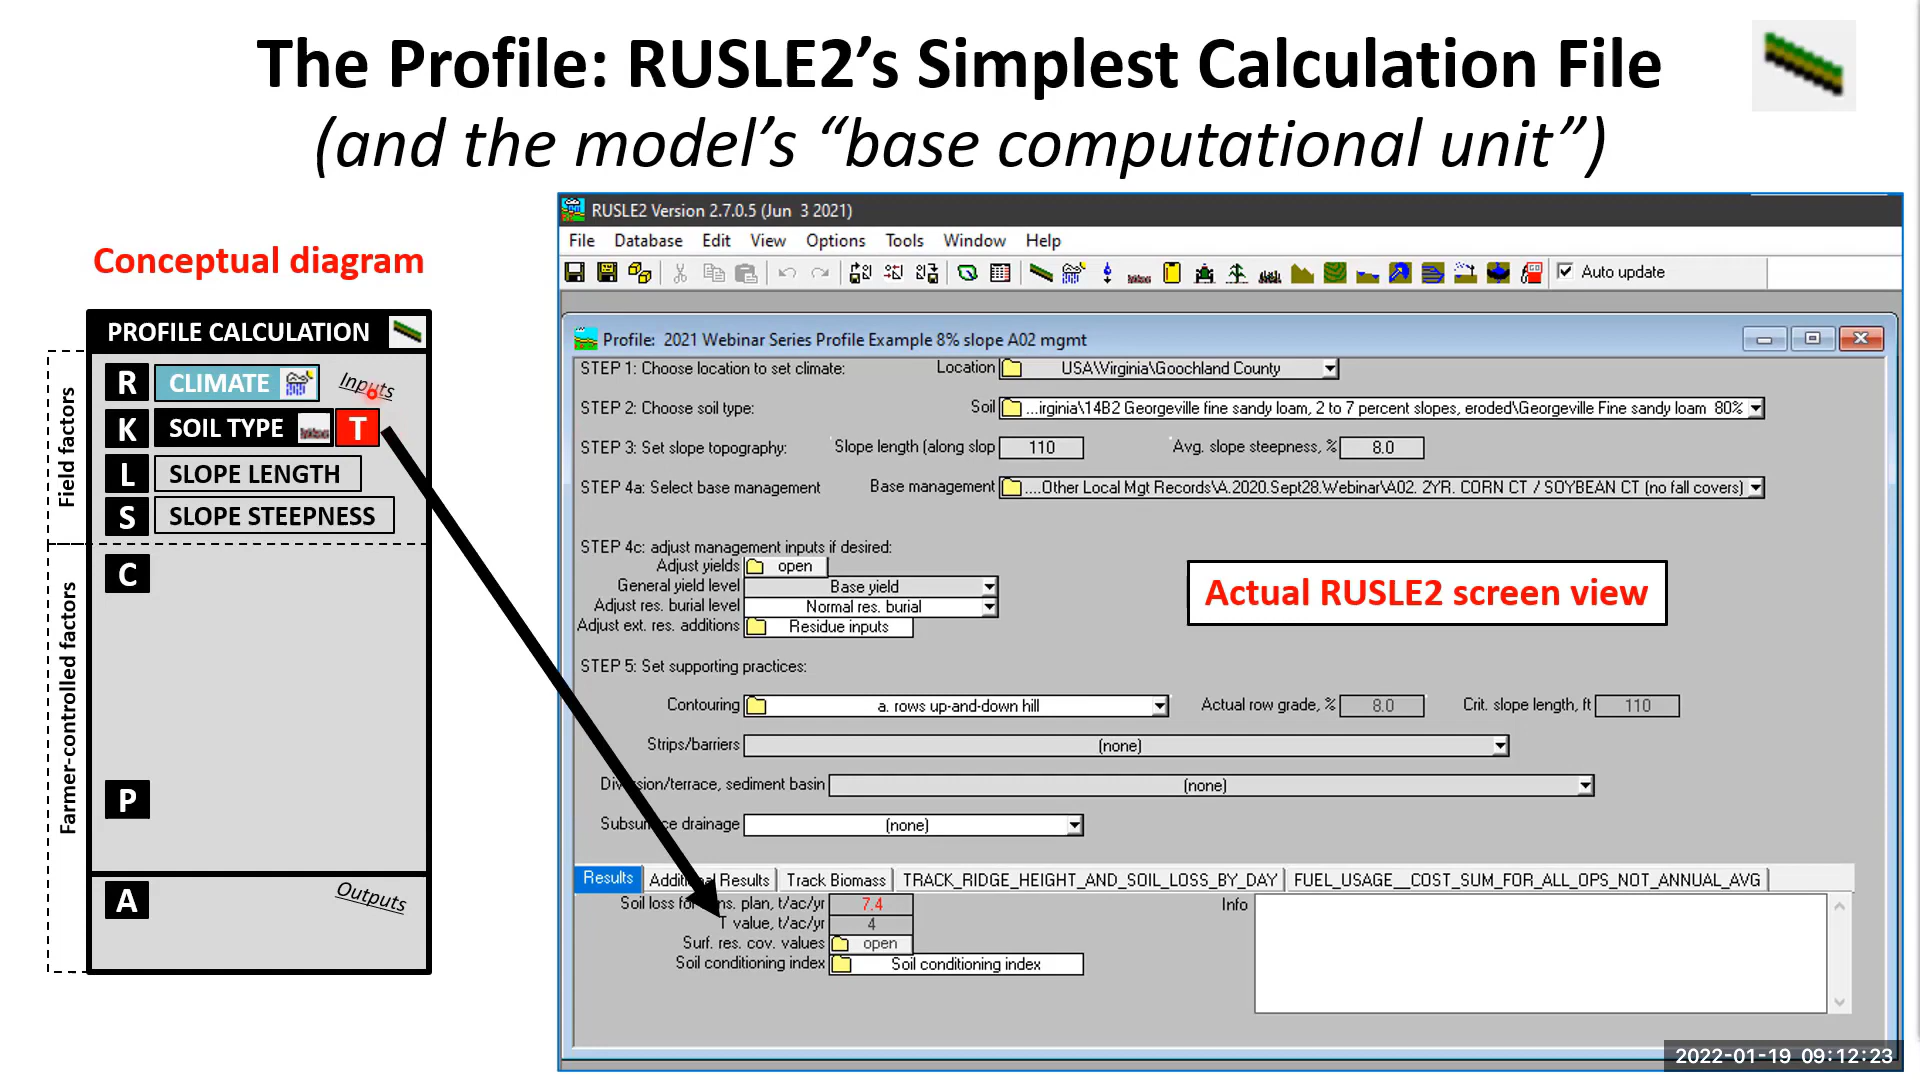 The Profile: RUSLE2’s Simplest Calculation File
(and the model’s “base computational unit”)
Conceptual diagram
PROFILE CALCULATION
R CLIMATE Inputs
K SOIL TYPE T
L SLOPE LENGTH
S SLOPE STEEPNESS
C
P
A Outputs
Field factors
Farmer-controlled factors
RUSLE2 Version 2.7.0.5 (Jun 3 2021)
File Database Edit View Options Tools Window Help
Auto update
Profile: 2021 Webinar Series Profile Example 8% slope A02 mgmt
STEP 1: Choose location to set climate: Location USA\Virginia\Goochland County
STEP 2: Choose soil type: Soil ...irginia\14B2 Georgeville fine sandy loam, 2 to 7 percent slopes, eroded\Georgeville Fine sandy loam 80%
STEP 3: Set slope topography: Slope length (along slop 110 Avg. slope steepness, % 8.0
STEP 4a: Select base management Base management ....Other Local Mgt Records\A.2020.Sept28.Webinar\A02. 2YR. CORN CT / SOYBEAN CT (no fall covers)
STEP 4c: adjust management inputs if desired:
Adjust yields open
General yield level Base yield
Adjust res. burial level Normal res. burial
Adjust ext. res. additions Residue inputs
Actual RUSLE2 screen view
STEP 5: Set supporting practices:
Contouring a. rows up-and-down hill Actual row grade, % 8.0 Crit. slope length, ft 110
Strips/barriers (none)
sediment basin (none)
drainage (none)
Results Results Track Biomass TRACK_RIDGE_HEIGHT_AND_SOIL_LOSS_BY_DAY FUEL_USAGE__COST_SUM_FOR_ALL_OPS_NOT_ANNUAL_AVG
Soil loss plan, t/ac/yr 7.4 Info
T value, t/ac/yr 4
Surf. res. cov. values open
Soil conditioning index Soil conditioning index
2022-01-19 09:12:23